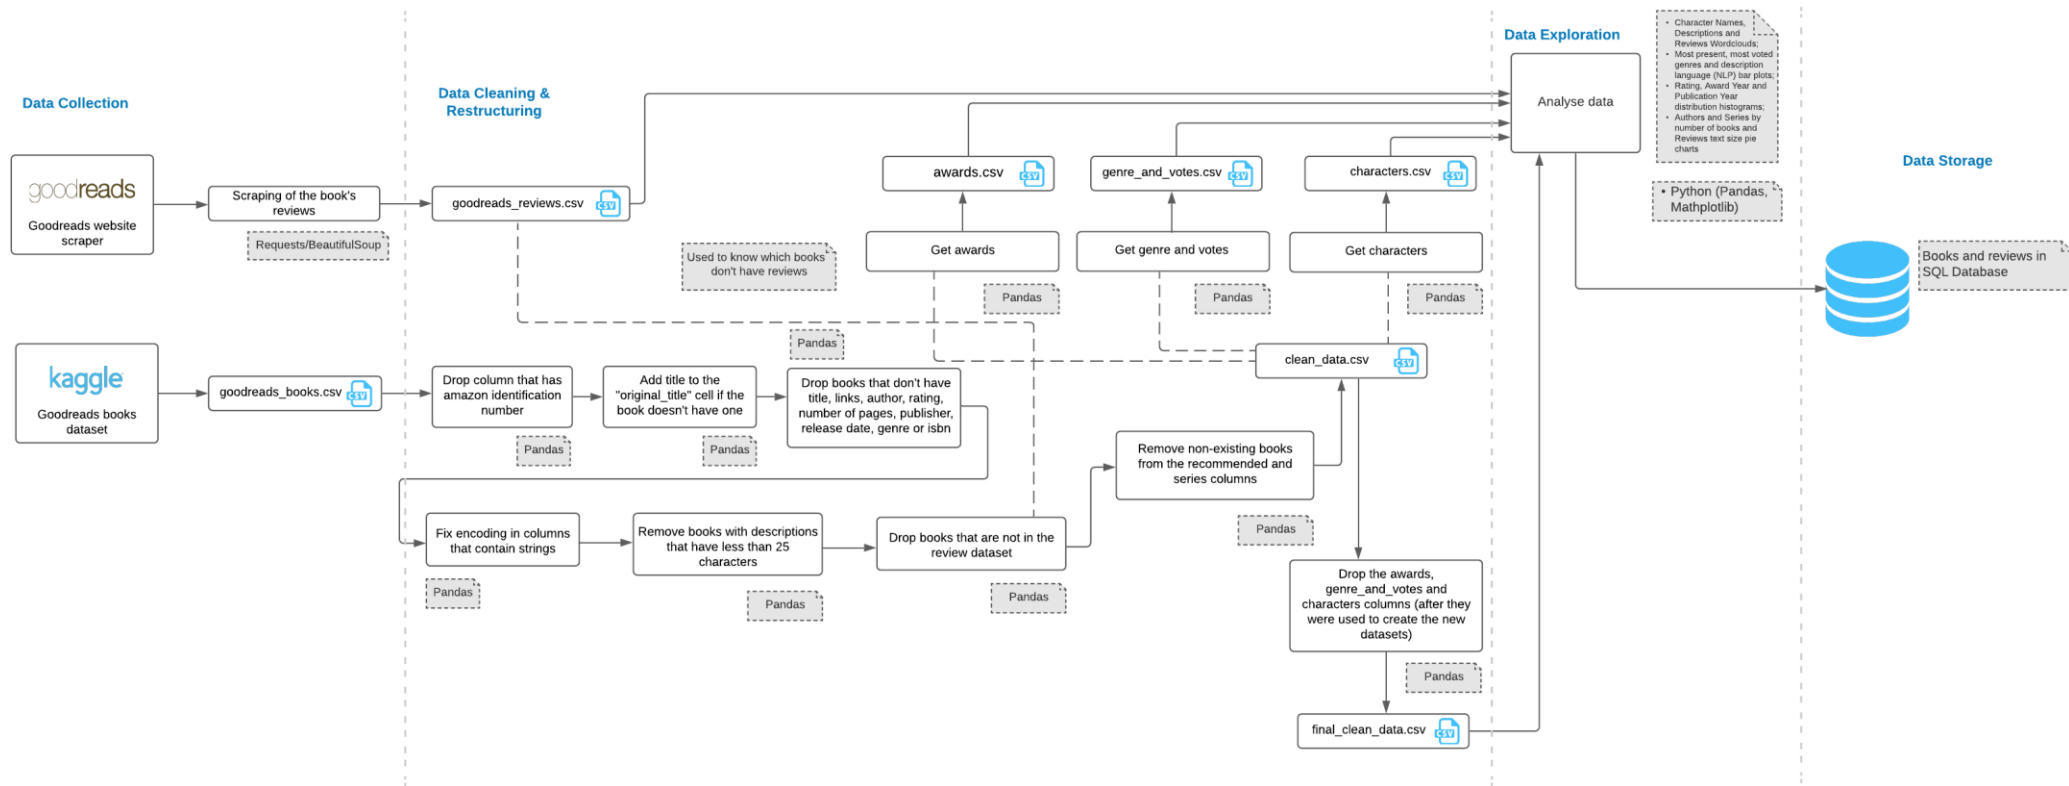 Data Collection
goodreads
Goodreads website
scraper
Scraping of the book's
reviews
Requests/BeautifulSoup
kaggle
Goodreads books
dataset
goodreads_books.csv
CSV
Data Cleaning &
Restructuring
goodreads_reviews.csv
CSV
Used to know which books
don't have reviews
awards.csv
CSV
Get awards
Pandas
genre_and_votes.csv
CSV
Get genre and votes
Pandas
characters.csv
CSV
Get characters
Pandas
clean_data.csv
CSV
Pandas
Drop column that has
amazon identification
number
Pandas
Add title to the
"original_title" cell if the
book doesn't have one
Pandas
Drop books that don't have
title, links, author, rating,
number of pages, publisher,
release date, genre or isbn
Fix encoding in columns
that contain strings
Pandas
Remove books with descriptions
that have less than 25
characters
Pandas
Drop books that are not in the
review dataset
Pandas
Remove non-existing books
from the recommended and
series columns
Pandas
Drop the awards,
genre_and_votes and
characters columns (after they
were used to create the new
datasets)
Pandas
final_clean_data.csv
CSV
Data Exploration
Analyse data
• Character Names,
Descriptions and
Reviews Wordclouds;
• Most present, most voted
genres and description
language (NLP) bar plots;
• Rating, Award Year and
Publication Year
distribution histograms;
• Authors and Series by
number of books and
Reviews text size pie
charts
• Python (Pandas,
Mathplotlib)
Data Storage
Books and reviews in
SQL Database